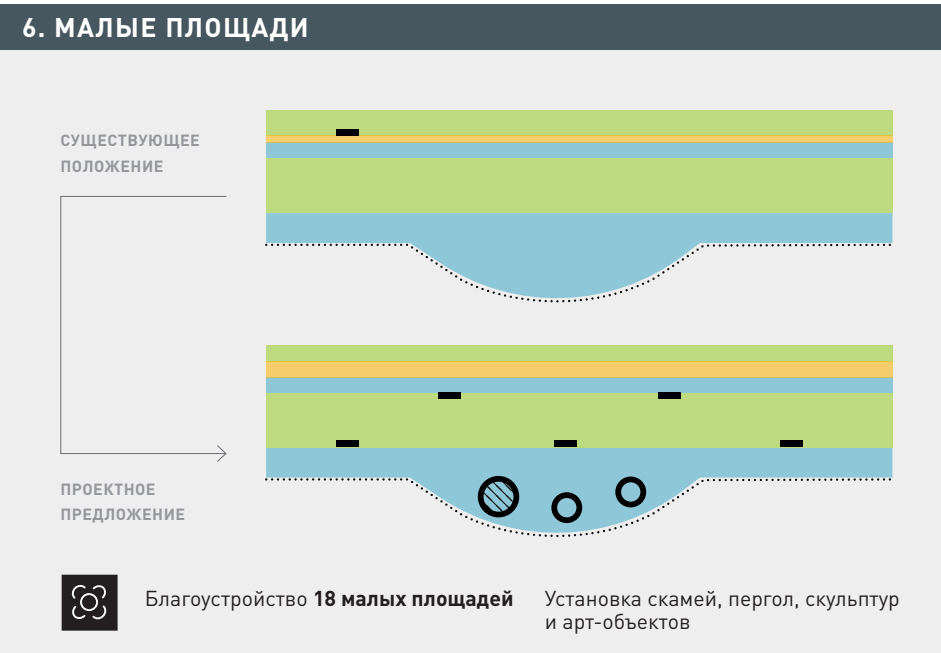 6. МАЛЫЕ ПЛОЩАДИ
СУЩЕСТВУЮЩЕЕ
ПОЛОЖЕНИЕ
ПРОЕКТНОЕ
ПРЕДЛОЖЕНИЕ
Благоустройство 18 малых площадей
Установка скамей, пергол, скульптур
и арт-объектов